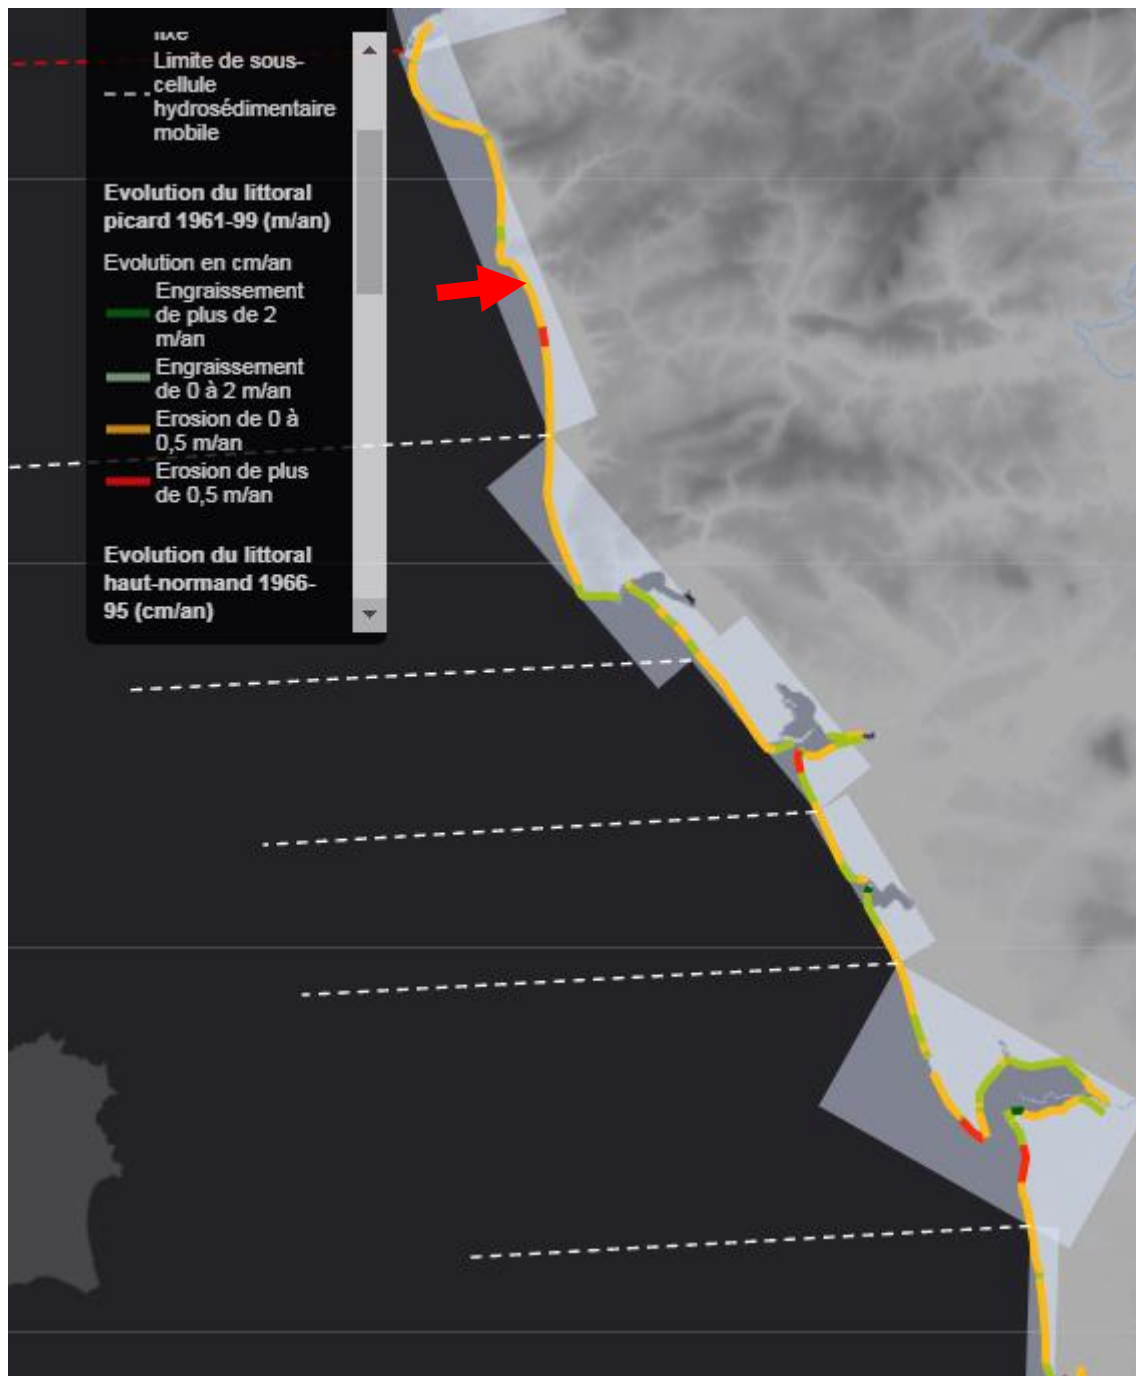 Limite de sous-
cellule
hydrosédimentaire
mobile
Evolution du littoral
picard 1961-99 (m/an)
Evolution en cm/an
Engraissement
de plus de 2
m/an
Engraissement
de 0 à 2 m/an
Erosion de 0 à
0,5 m/an
Erosion de plus
de 0,5 m/an
Evolution du littoral
haut-normand 1966-
95 (cm/an)